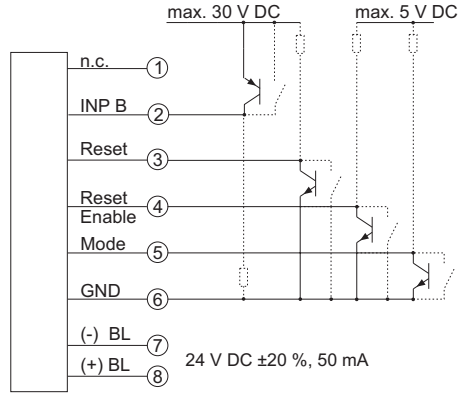 max. 30 V DC
max. 5 V DC
n.c.
1
INP B
2
Reset
3
Reset
Enable
4
Mode
5
GND
6
(-) BL
7
24 V DC ±20 %, 50 mA
(+) BL
8